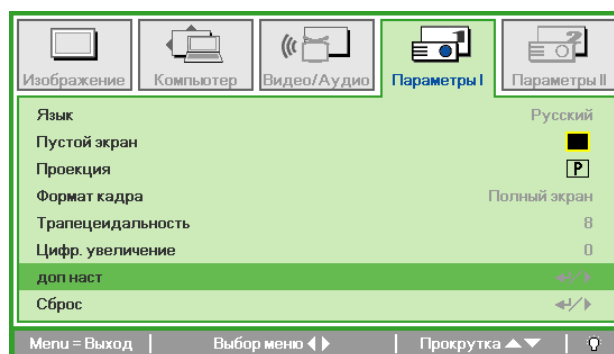 Изображение Компьютер Видео/Аудио Параметры I Параметры II
Язык Русский
Пустой экран
Проекция P
Формат кадра Полный экран
Трапецеидальность 8
Цифр. увеличение 0
доп наст
Сброс
Menu = Выход Выбор меню Прокрутка